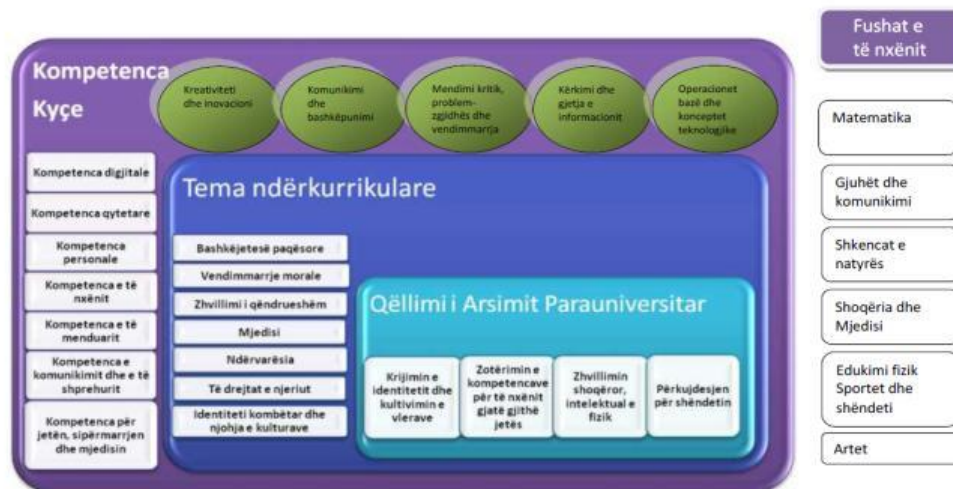 Fushat e
të nxënit
Kompetenca
Kyçe
Kreativiteti
dhe inovacioni
Komunikimi
dhe
bashkëpunimi
Mendimi kritik,
problem-
zgjidhës dhe
vendimmarrja
Kërkimi dhe
gjetja e
informacionit
Operacionet
bazë dhe
konceptet
teknologjike
Kompetenca digjitale
Kompetenca qytetare
Kompetenca
personale
Kompetenca e të
nxënit
Kompetenca e të
menduarit
Kompetenca e
komunikimit dhe e të
shprehurit
Kompetenca për
jetën, sipërmarrjen
dhe mjedisin
Tema ndërkurrikulare
Bashkëjetesë paqësore
Vendimmarrje morale
Zhvillimi i qëndrueshëm
Mjedisi
Ndërvarësia
Të drejtat e njeriut
Identiteti kombëtar dhe
njohja e kulturave
Qëllimi i Arsimit Parauniversitar
Krijimin e
identitetit dhe
kultivimin e
vlerave
Zotërimin e
kompetencave
për të nxënit
gjatë gjithë
jetës
Zhvillimin
shoqëror,
intelektual e
fizik
Përkujdesjen
për shëndetin
Matematika
Gjuhët dhe
komunikimi
Shkencat e
natyrës
Shoqëria dhe
Mjedisi
Edukimi fizik
Sportet dhe
shëndeti
Artet